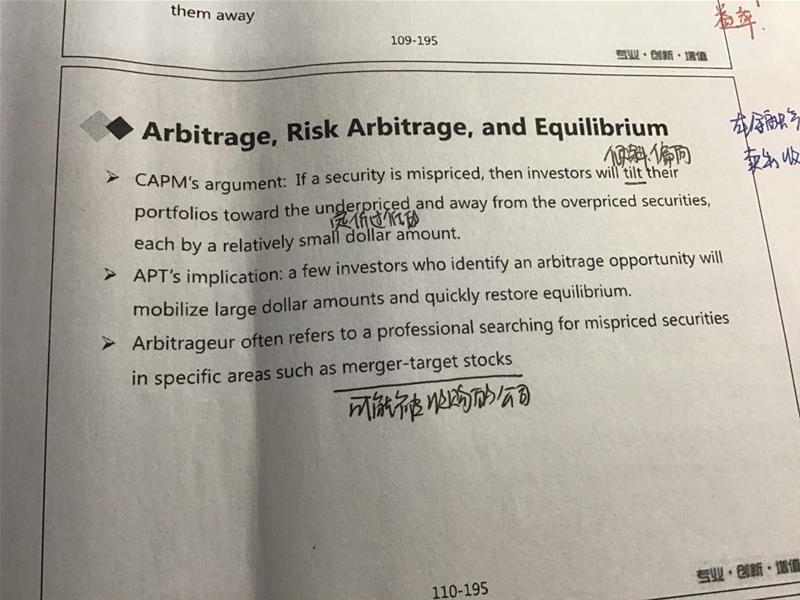 them away
109-195
专业·创新·增值
Arbitrage, Risk Arbitrage, and Equilibrium
倾斜.偏向
CAPM's argument: If a security is mispriced, then investors will tilt their
portfolios toward the underpriced and away from the overpriced securities,
定价过低的
each by a relatively small dollar amount.
APT's implication: a few investors who identify an arbitrage opportunity will
mobilize large dollar amounts and quickly restore equilibrium.
Arbitrageur often refers to a professional searching for mispriced securities
in specific areas such as merger-target stocks
可能被收购的公司
110-195
专业·创新·增值